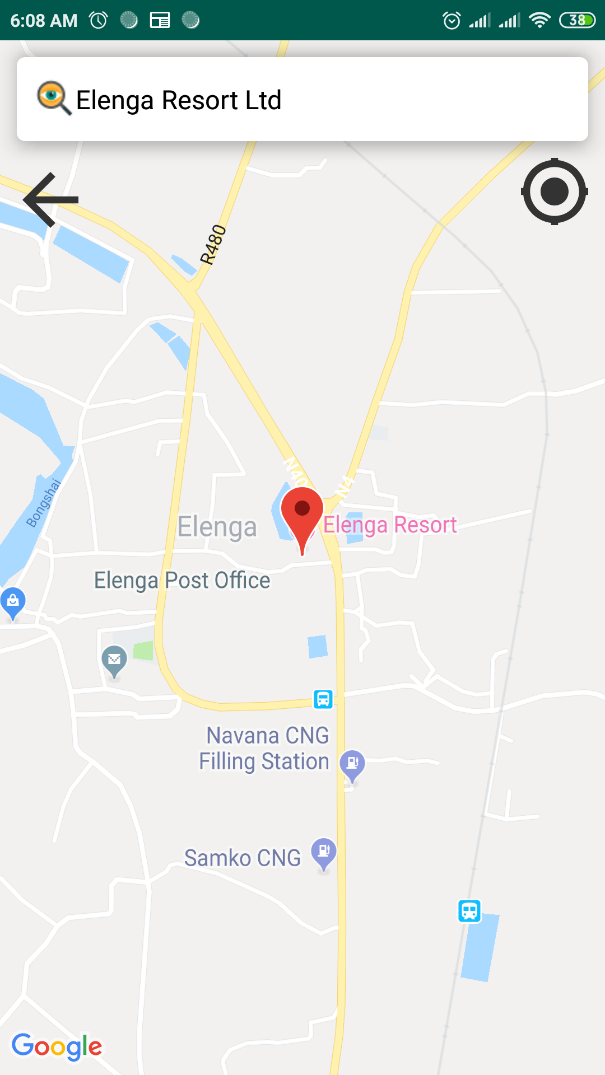 6:08 AM
38
Elenga Resort Ltd
R480
N4
Elenga
Elenga Resort
Bongshai
Elenga Post Office
Navana CNG
Filling Station
Samko CNG
Google